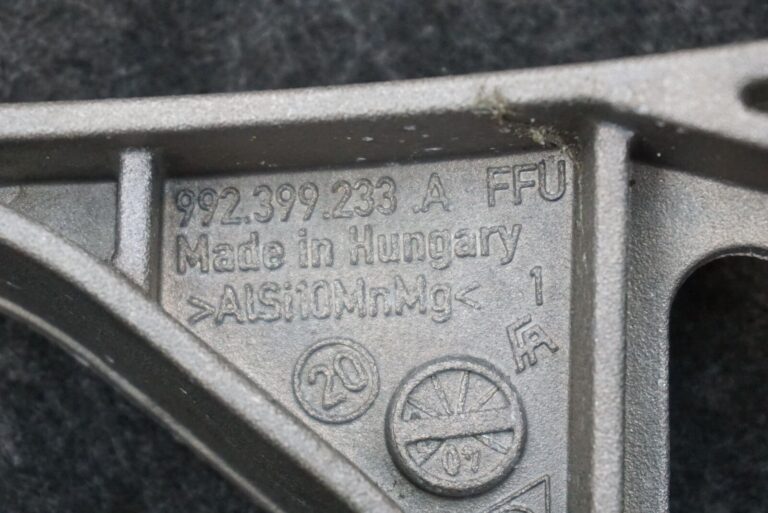 992.399.233 .A FFU
Made in Hungary
>AlSi10MnMg< 1
20